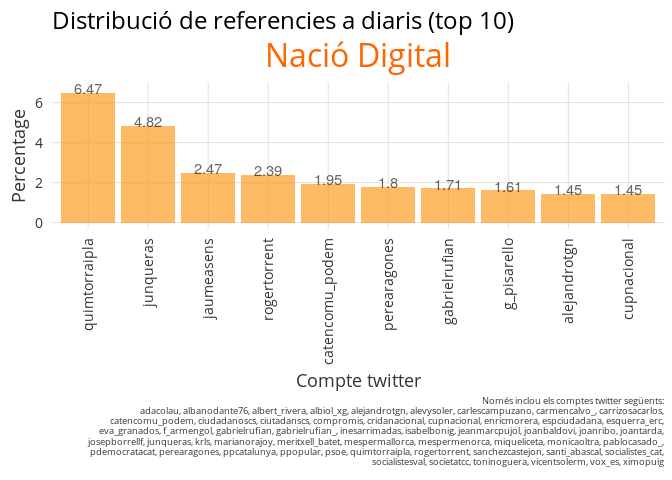 Distribució de referencies a diaris (top 10)
Nació Digital
Percentage
6
4
2
0
6.47
4.82
2.47
2.39
1.95
1.8
1.71
1.61
1.45
1.45
quimtorraipla
junqueras
jaumeasens
rogertorrent
catencomu_podem
perearagones
gabrielrufian
g_pisarello
alejandrotgn
cupnacional
Compte twitter
Només inclou els comptes twitter següents:
adacolau, albanodante76, albert_rivera, albiol_xg, alejandrotgn, alevysoler, carlescampuzano, carmencalvo_, carrizosacarlos,
catencomu_podem, ciudadanoscs, ciutadanscs, compromis, cridanacional, cupnacional, enricmorera, espciudadana, esquerra_erc,
eva_granados, f_armengol, gabrielrufian, gabrielrufian_, inesarrimadas, isabelbonig, jeanmarcpujol, joanbaldovi, joanribo, joantarda,
josepborrellf, junqueras, krls, marianorajoy, meritxell_batet, mespermallorca, mespermenorca, miqueliceta, monicaoltra, pablocasado_,
pdemocratacat, perearagones, ppcatalunya, ppopular, psoe, quimtorraipla, rogertorrent, sanchezcastejon, santi_abascal, socialistes_cat,
socialistesval, societatcc, toninoguera, vicentsolerm, vox_es, ximopuig